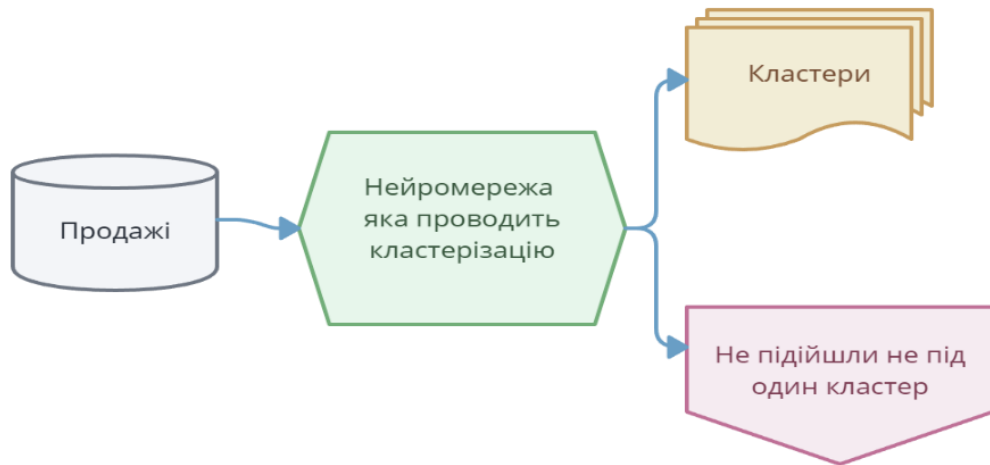 Продажі
Нейромережа
яка проводить
кластерізацію
Кластери
Не підійшли не під
один кластер